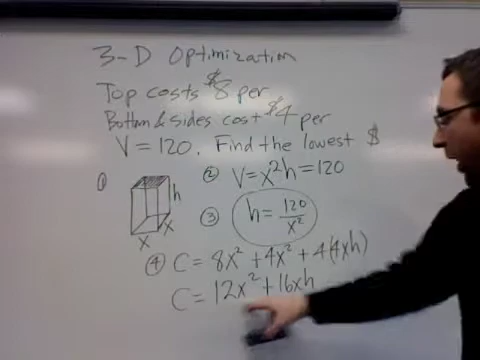 3-D Optimization
Top costs $8 per
Bottom & sides cost $4 per
V = 120. Find the lowest $
① h x x
② V = x²h = 120
③ h = 120/x²
④ C = 8x² + 4x² + 4(4xh)
C = 12x² + 16xh